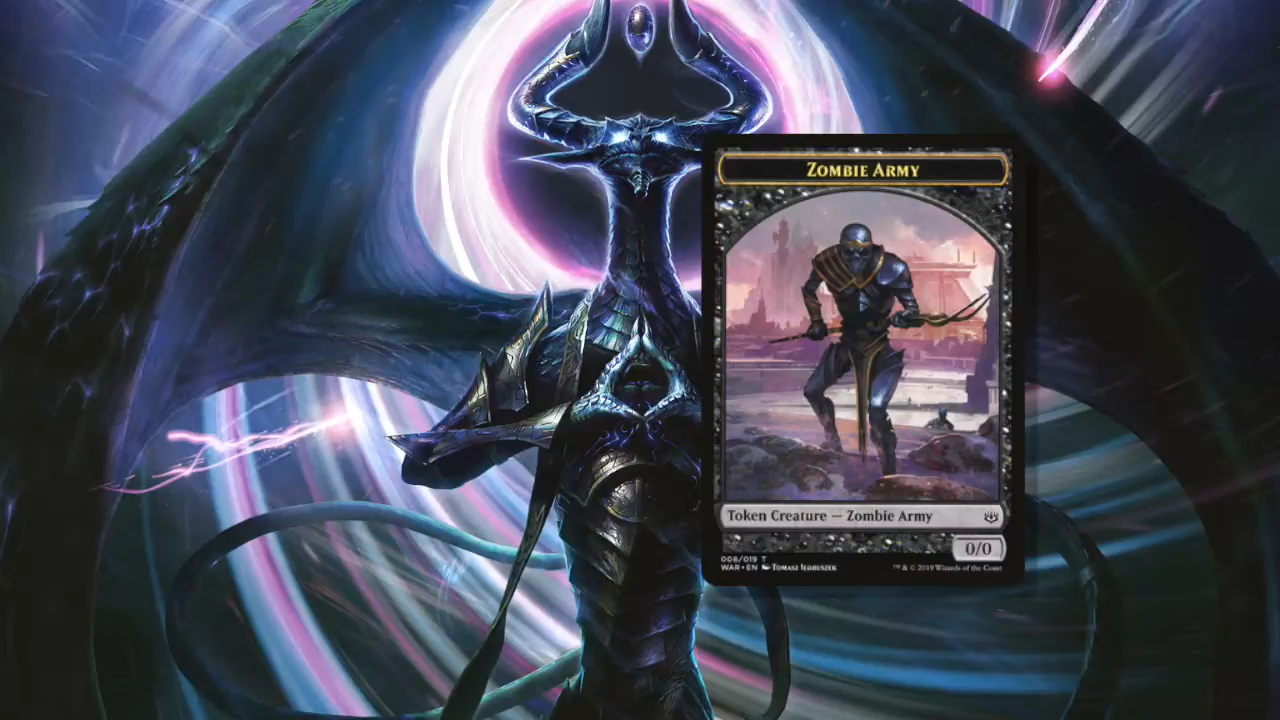 ZOMBIE ARMY
Token Creature — Zombie Army
0/0
008/019 T
WAR • EN TOMASZ JEDRUSZEK
™ & © 2019 Wizards of the Coast